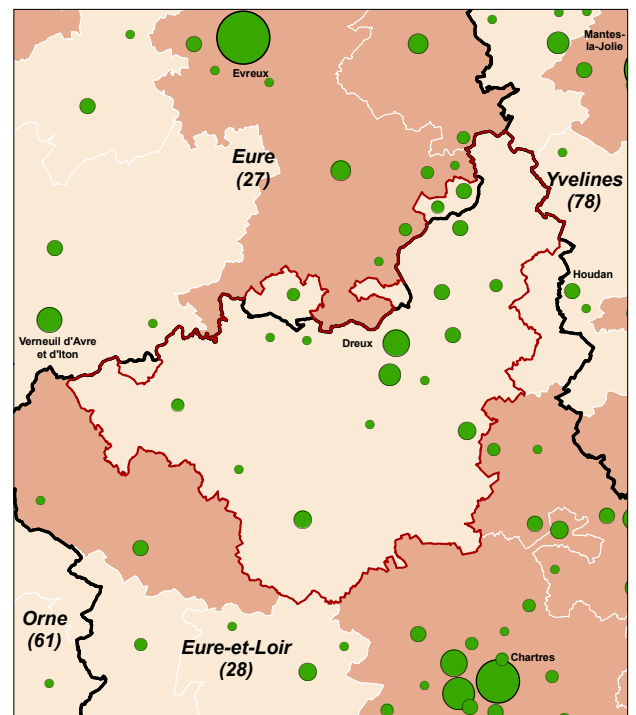 Mantes-
la-Jolie
Evreux
Eure
(27)
Yvelines
(78)
Houdan
Verneuil d'Avre
et d'Iton
Dreux
Orne
(61)
Eure-et-Loir
(28)
Chartres